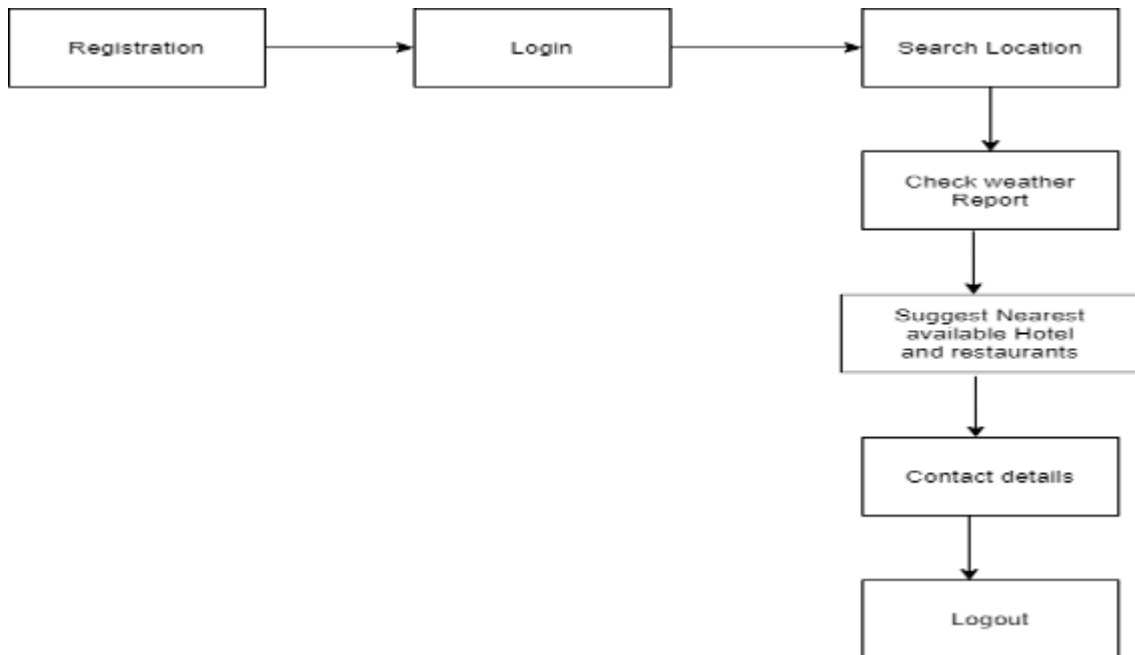 Registration
Login
Search Location
Check weather
Report
Suggest Nearest
available Hotel
and restaurants
Contact details
Logout